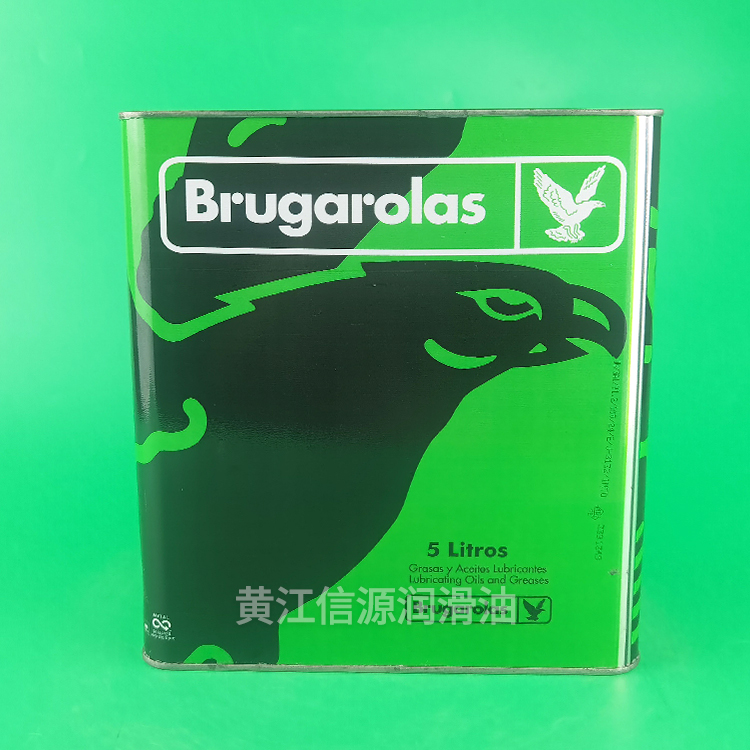 Brugarolas
5 Litros
Grasas y Aceites Lubricantes
Lubricating Oils and Greases
黄江信源润滑油
Brugarolas